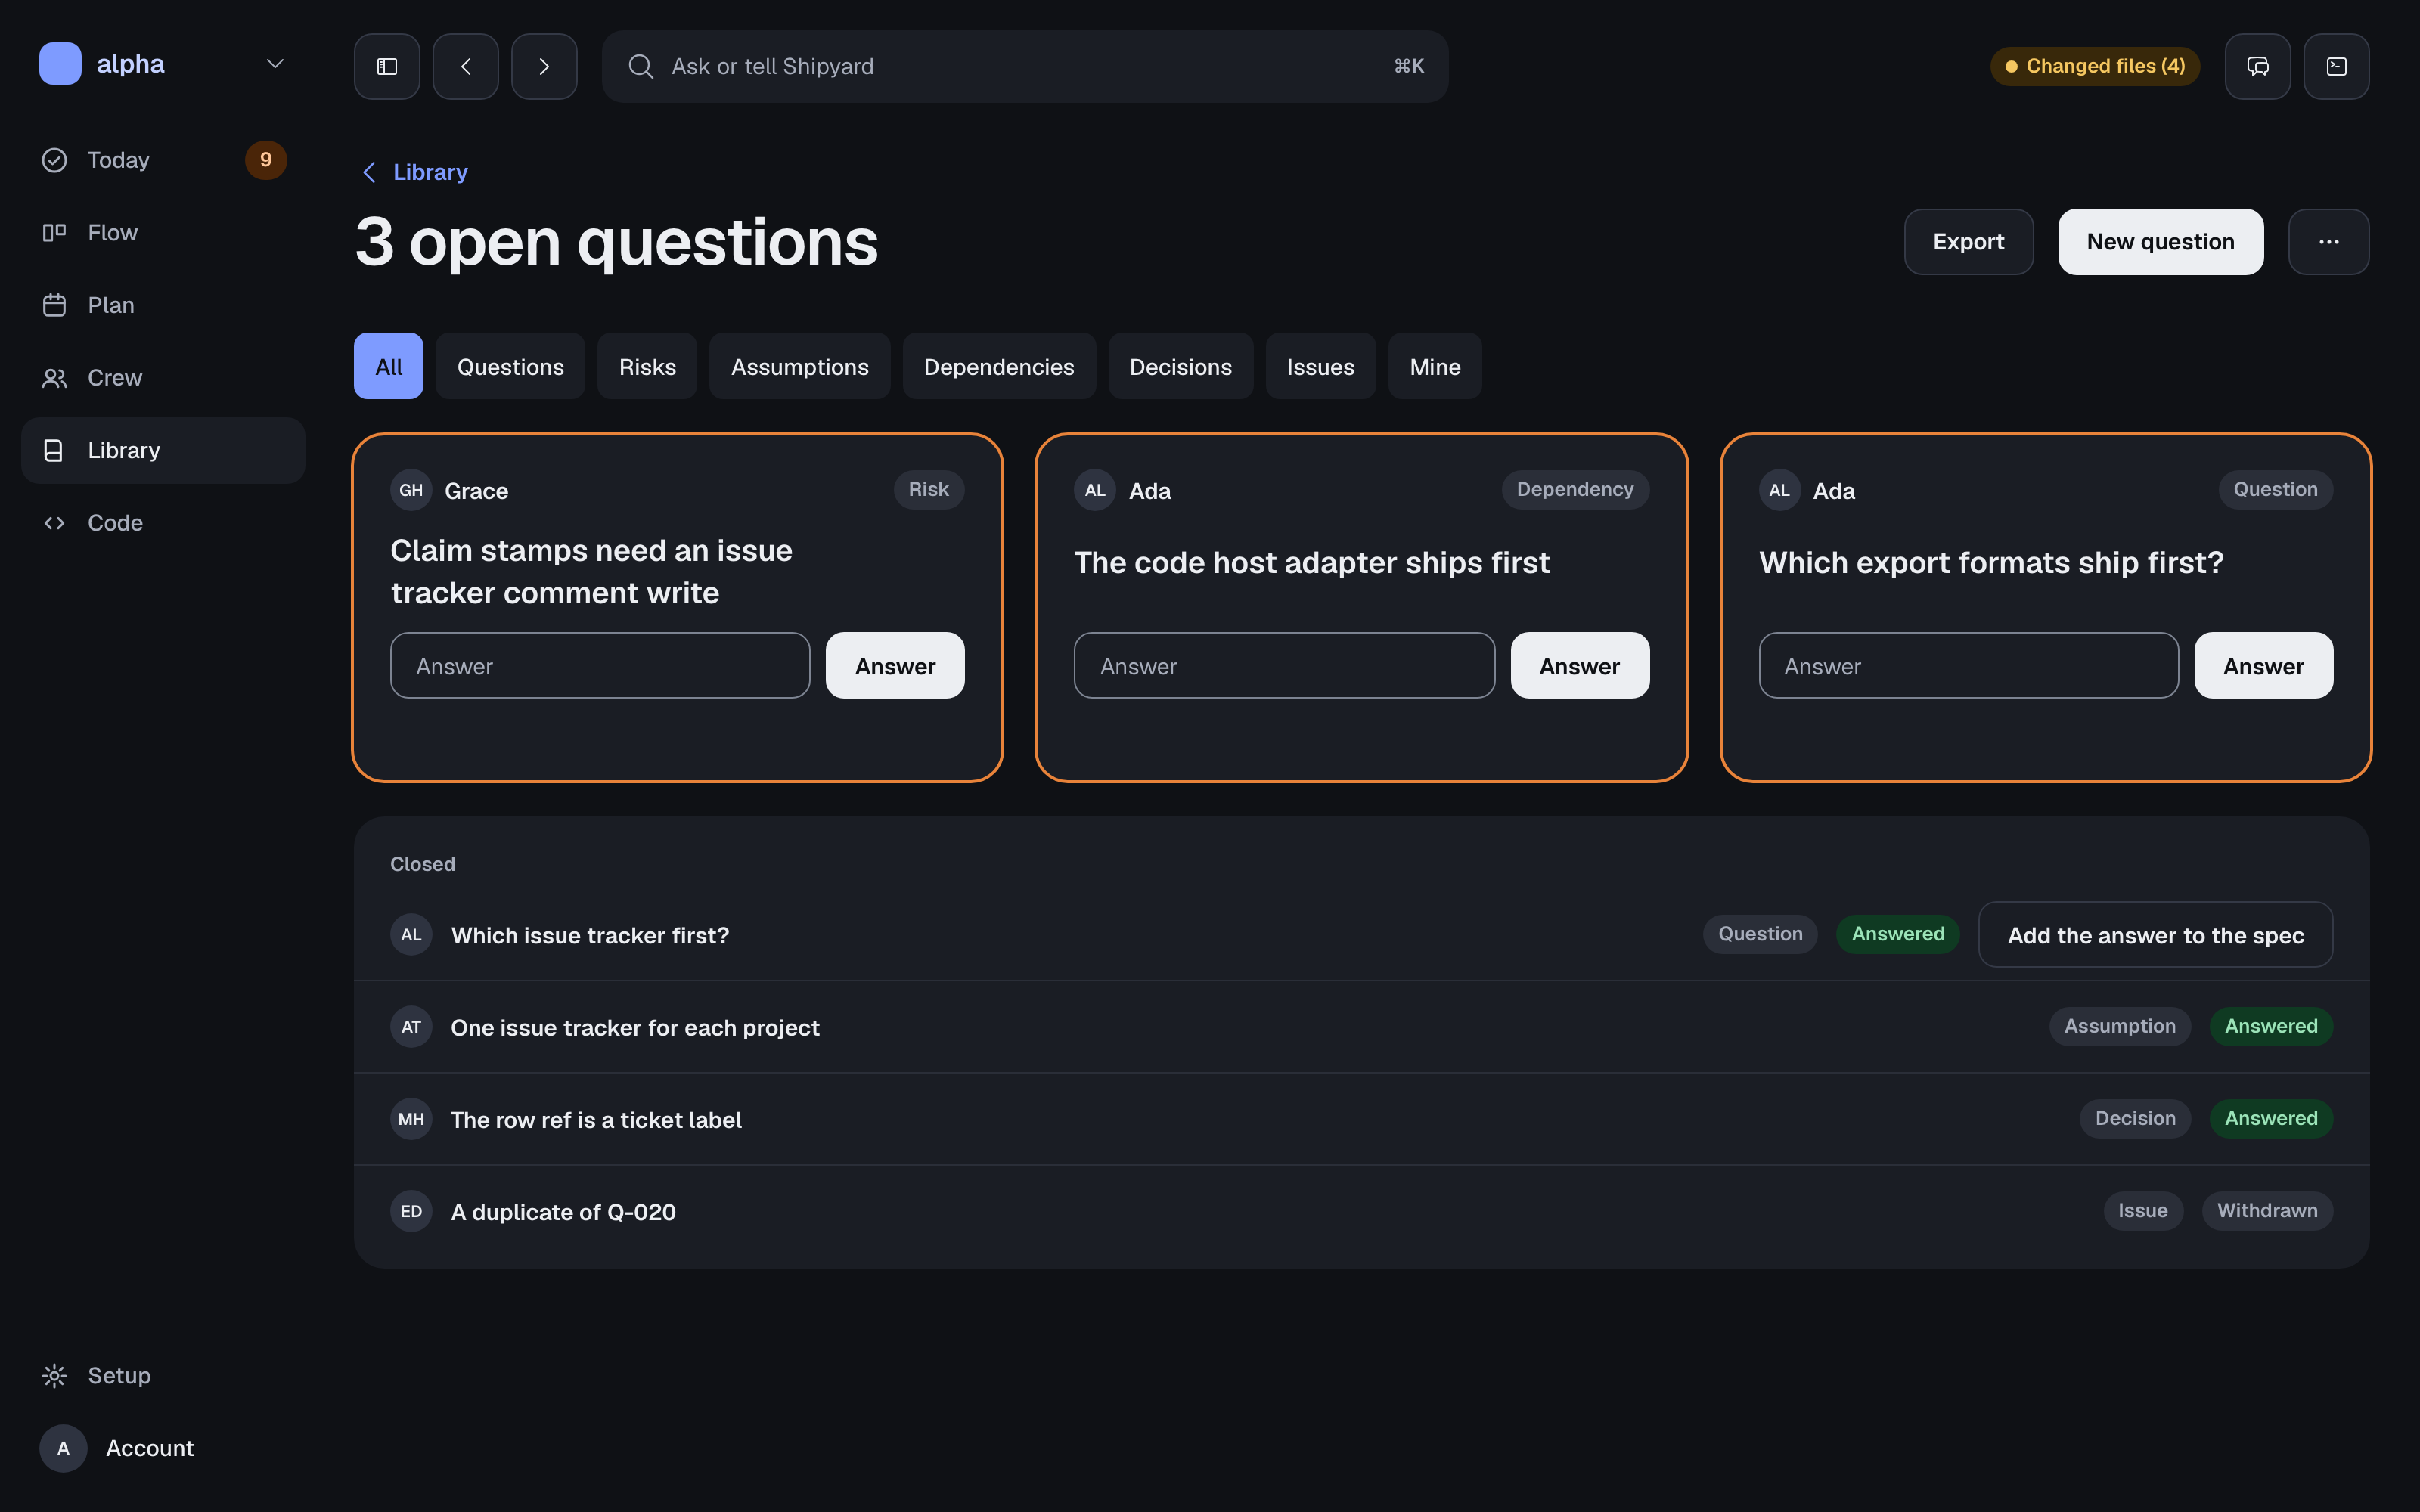 alpha
Ask or tell Shipyard
⌘K
Changed files (4)
Today
9
Flow
Plan
Crew
Library
Code
Setup
A
Account
Library
3 open questions
Export
New question
All
Questions
Risks
Assumptions
Dependencies
Decisions
Issues
Mine
GH
Grace
Risk
Claim stamps need an issue
tracker comment write
Answer
Answer
AL
Ada
Dependency
The code host adapter ships first
Answer
Answer
AL
Ada
Question
Which export formats ship first?
Answer
Answer
Closed
AL
Which issue tracker first?
Question
Answered
Add the answer to the spec
AT
One issue tracker for each project
Assumption
Answered
MH
The row ref is a ticket label
Decision
Answered
ED
A duplicate of Q-020
Issue
Withdrawn